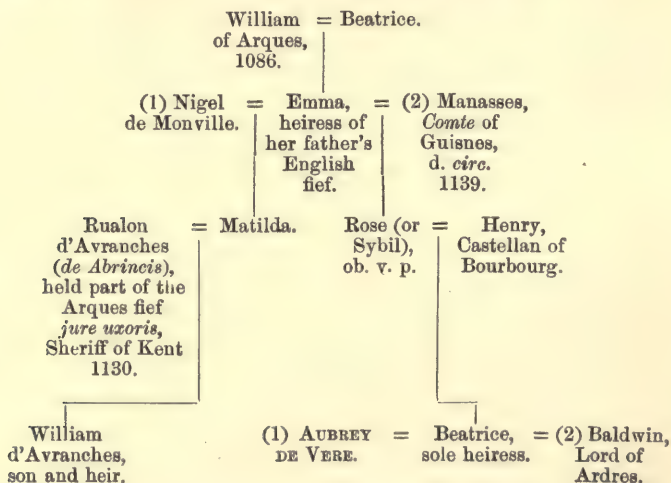 William = Beatrice.
of Arques,
1086.
(1) Nigel = Emma, = (2) Manasses,
de Monville. heiress of Comte of
her father's Guisnes,
English d. circ.
fief. 1139.
Rualon = Matilda. Rose (or = Henry,
d'Avranches Sybil), Castellan of
(de Abrincis), ob. v. p. Bourbourg.
held part of the
Arques fief
jure uxoris,
Sheriff of Kent
1130.
William (1) AUBREY = Beatrice, = (2) Baldwin,
d'Avranches, DE VERE. sole heiress. Lord of
son and heir. Ardres.